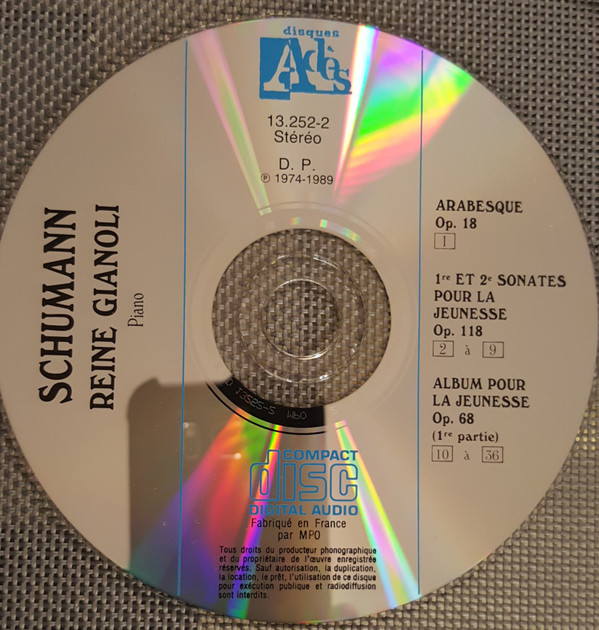 disques
Adès
13.252-2
Stéréo
D. P.
℗ 1974-1989
SCHUMANN
REINE GIANOLI
Piano
ARABESQUE
Op. 18
1
1re ET 2e SONATES
POUR LA
JEUNESSE
Op. 118
2 à 9
ALBUM POUR
LA JEUNESSE
Op. 68
(1re partie)
10 à 36
COMPACT
disc
DIGITAL AUDIO
Fabriqué en France
par MPO
Tous droits du producteur phonographique
et du propriétaire de l'œuvre enregistrée
réservés. Sauf autorisation, la duplication,
la location, le prêt, l'utilisation de ce disque
pour exécution publique et radiodiffusion
sont interdits.